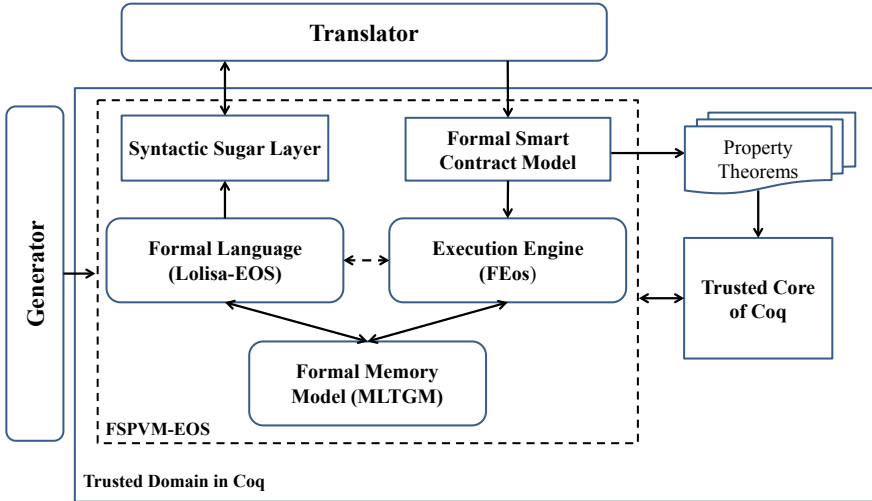 Translator
Generator
Syntactic Sugar Layer
Formal Smart
Contract Model
Property
Theorems
Formal Language
(Lolisa-EOS)
Execution Engine
(FEos)
Trusted Core
of Coq
Formal Memory
Model (MLTGM)
FSPVM-EOS
Trusted Domain in Coq